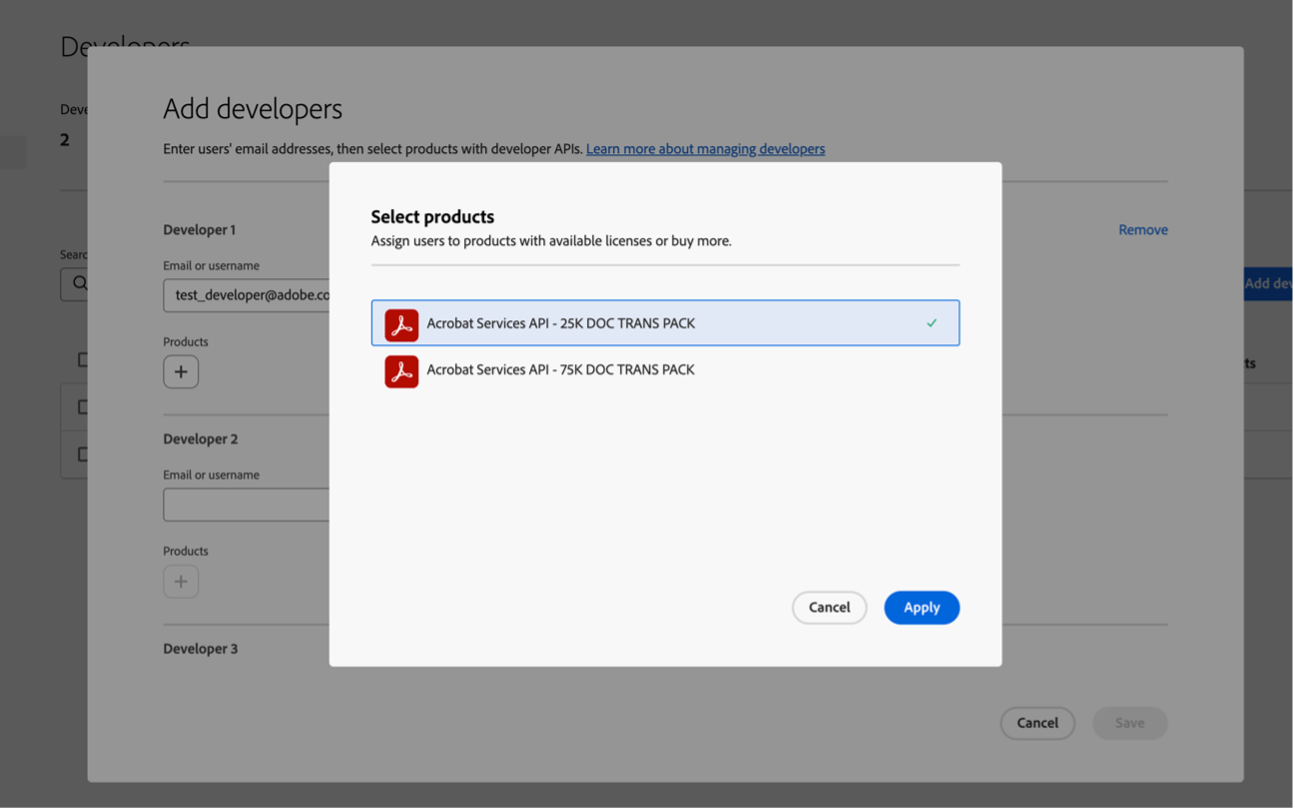 Developers
Add developers
Enter users' email addresses, then select products with developer APIs. Learn more about managing developers
2
Select products
Assign users to products with available licenses or buy more.
Developer 1
Remove
Email or username
test_developer@adobe.co
Add dev
Acrobat Services API - 25K DOC TRANS PACK
Products
Acrobat Services API - 75K DOC TRANS PACK
Developer 2
Email or username
Products
Cancel
Apply
Developer 3
Cancel
Save